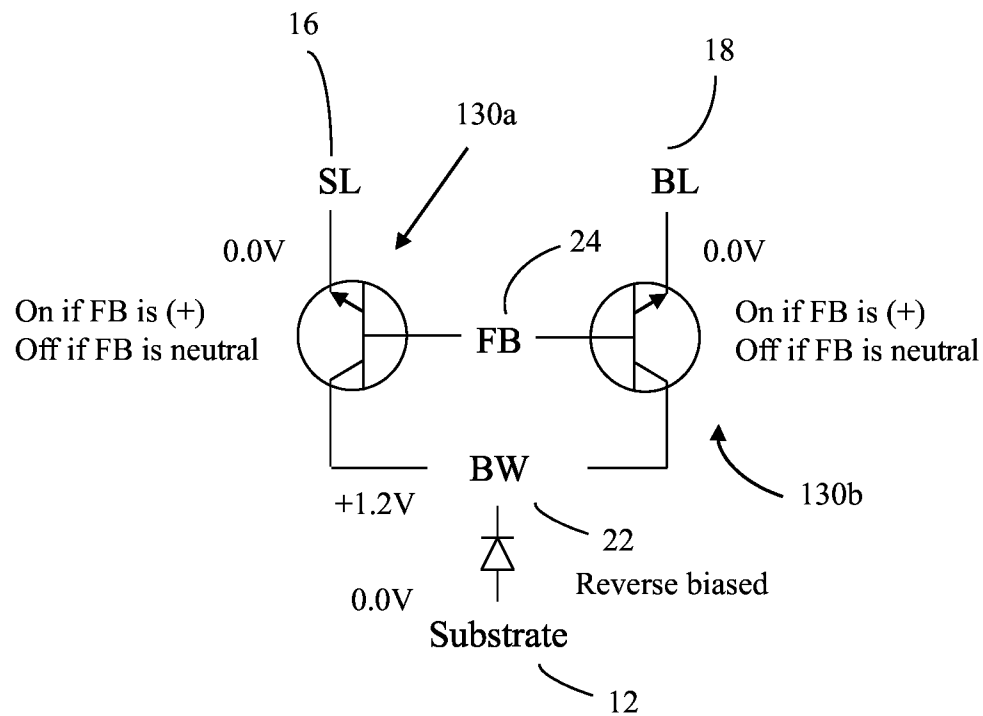 16
18
130a
SL
BL
0.0V
24
0.0V
On if FB is (+)
Off if FB is neutral
FB
On if FB is (+)
Off if FB is neutral
BW
+1.2V
130b
22
Reverse biased
0.0V
Substrate
12